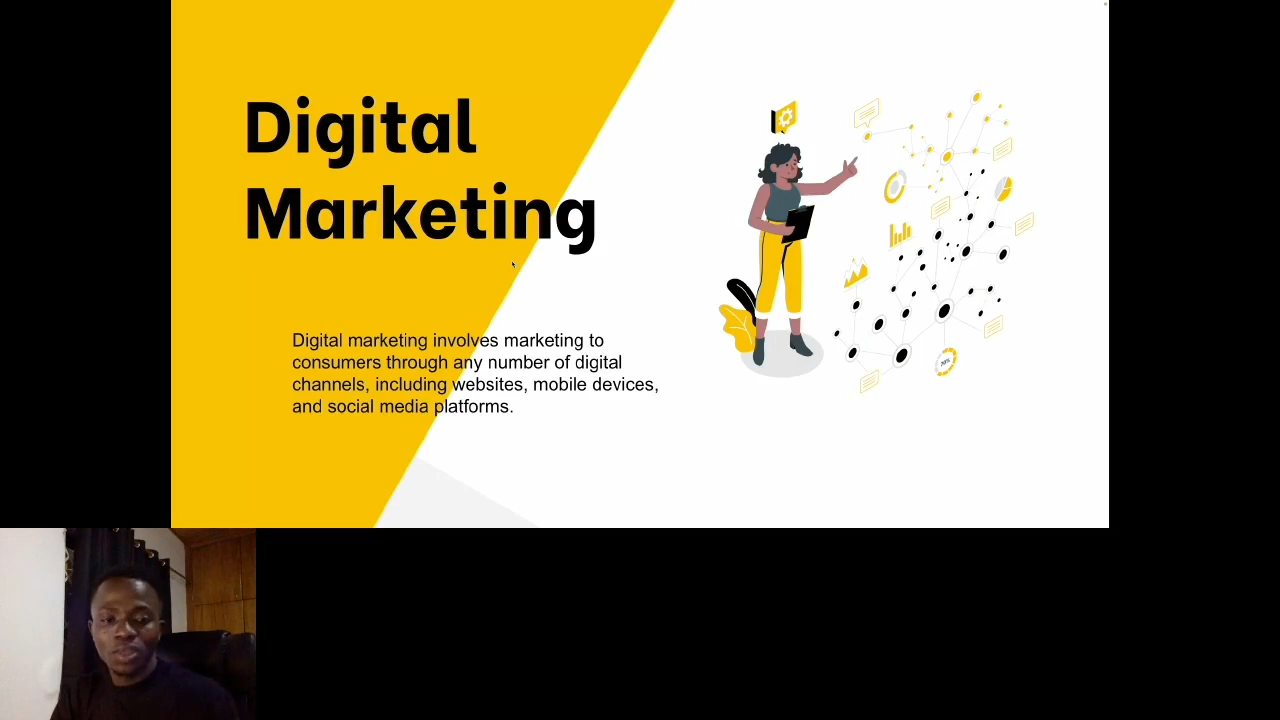 Digital
Marketing
Digital marketing involves marketing to
consumers through any number of digital
channels, including websites, mobile devices,
and social media platforms.